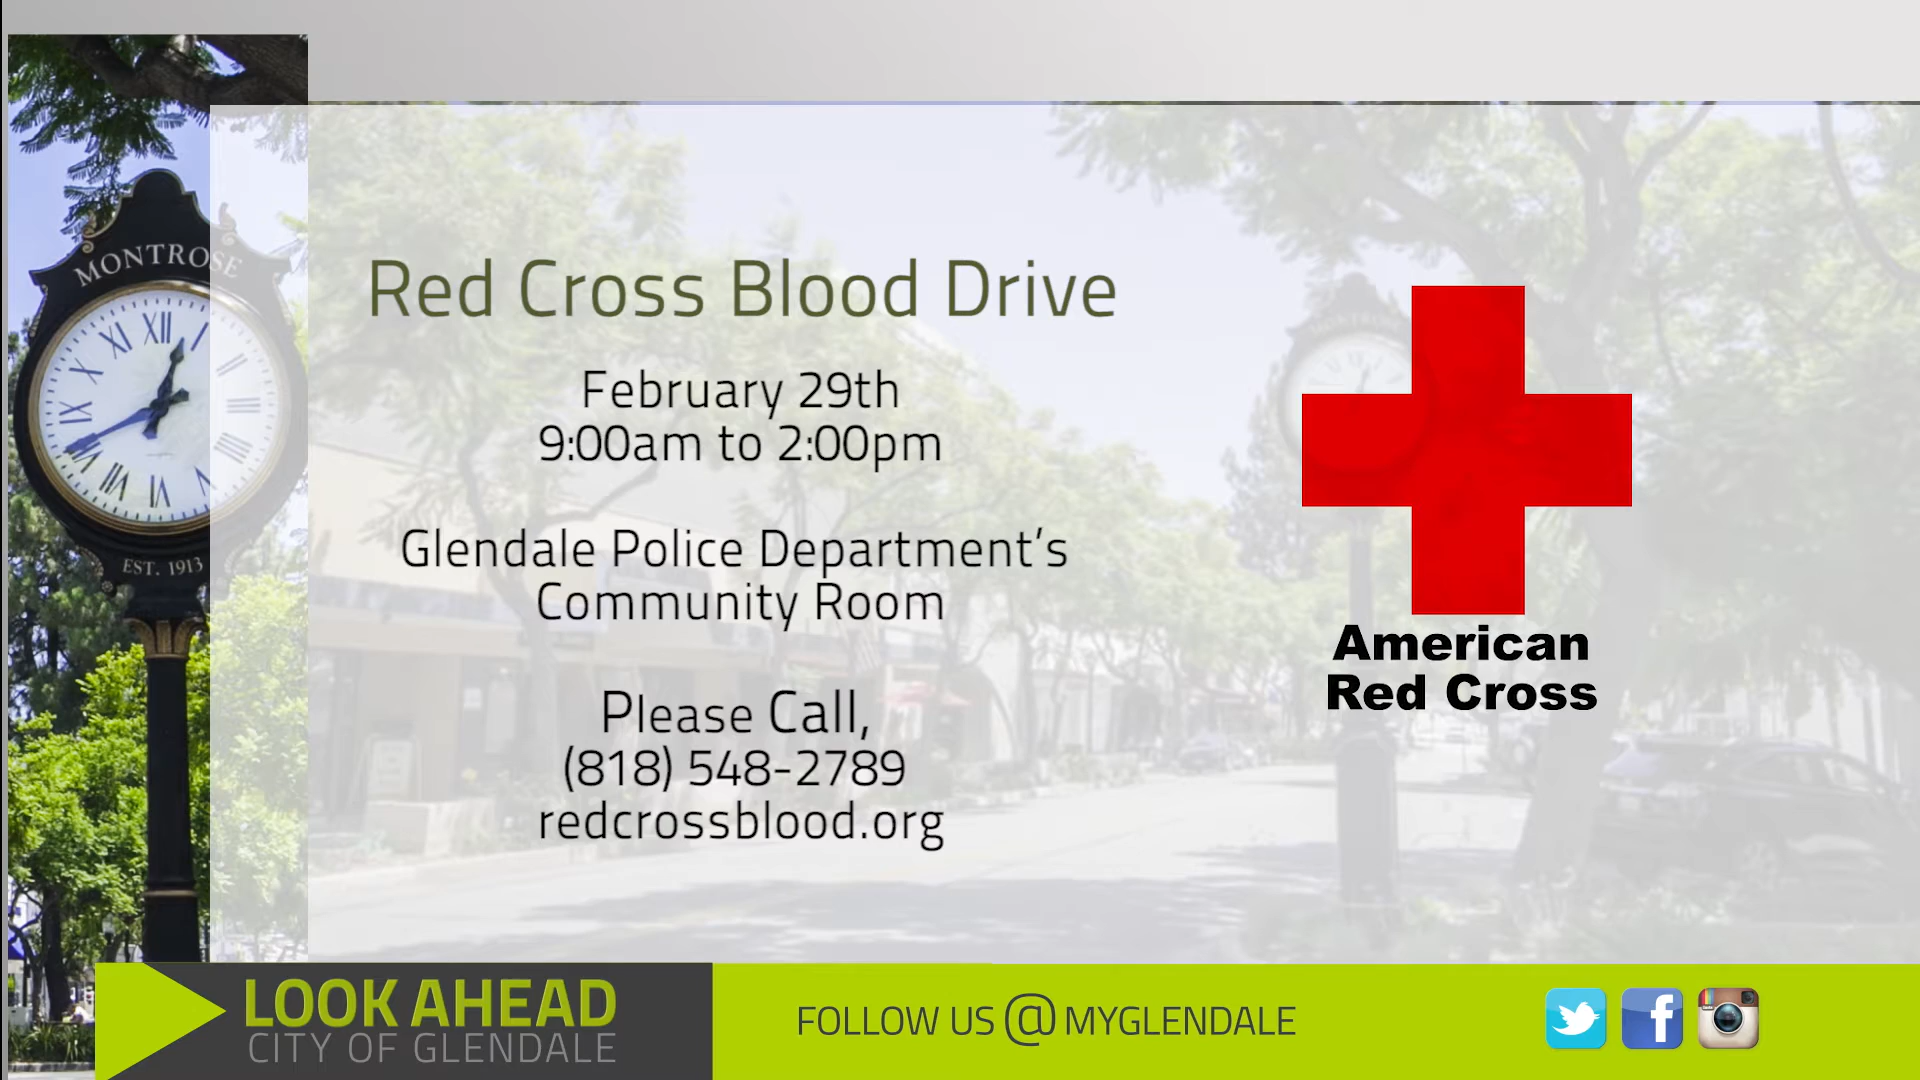 MONTROSE
EST. 1913
XII
Red Cross Blood Drive
February 29th
9:00am to 2:00pm
Glendale Police Department’s
Community Room
Please Call,
(818) 548-2789
redcrossblood.org
American
Red Cross
LOOK AHEAD
CITY OF GLENDALE
FOLLOW US @ MYGLENDALE